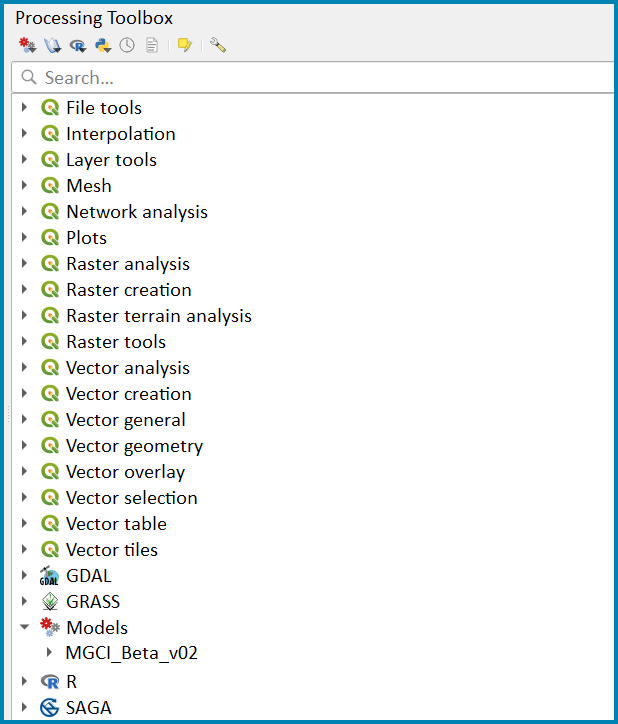 Processing Toolbox
Search...
File tools
Interpolation
Layer tools
Mesh
Network analysis
Plots
Raster analysis
Raster creation
Raster terrain analysis
Raster tools
Vector analysis
Vector creation
Vector general
Vector geometry
Vector overlay
Vector selection
Vector table
Vector tiles
GDAL GDAL
GRASS
Models
MGCI_Beta_v02
R R
SAGA